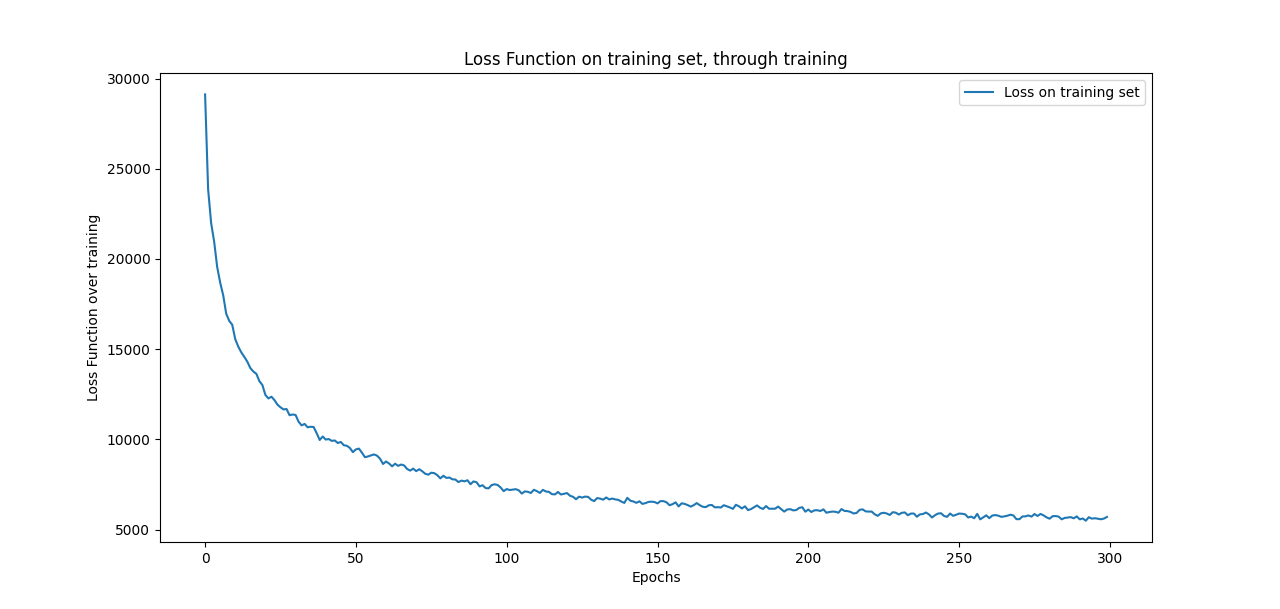 Loss Function on training set, through training
30000
25000
20000
15000
10000
5000
Loss Function over training
Loss on training set
0 50 100 150 200 250 300
Epochs